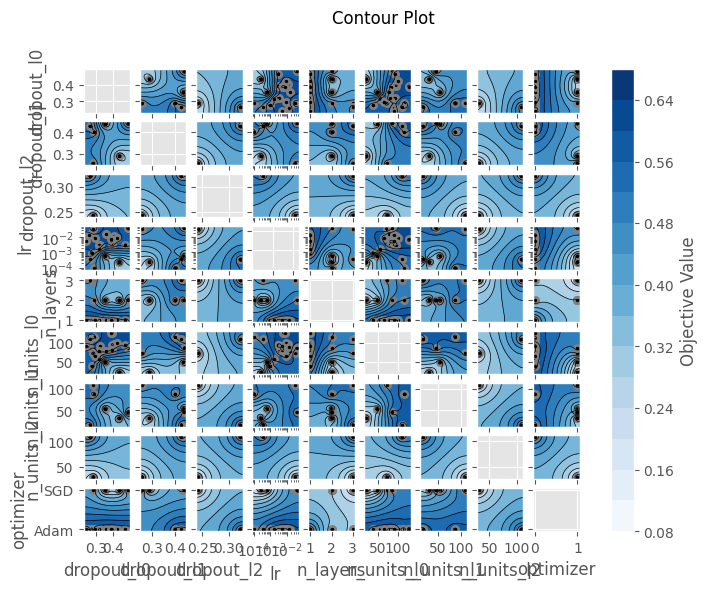 Contour Plot
dropout_l0
0.4
0.3
dropout_l1
0.4
0.3
dropout_l2
0.30
0.25
lr
10⁻²
10⁻³
10⁻⁴
n_layers
3
2
1
n_units_l0
100
50
n_units_l1
100
50
n_units_l2
100
50
optimizer
SGD
Adam
0.3 0.4 0.3 0.4 0.25 0.30 10⁻² 1 2 3 50 100 50 100 50 100 0 1
dropout_l0 dropout_l1 dropout_l2 lr n_layers n_units_l0 n_units_l1 n_units_l2 optimizer
0.64
0.56
0.48
0.40
0.32
0.24
0.16
0.08
Objective Value